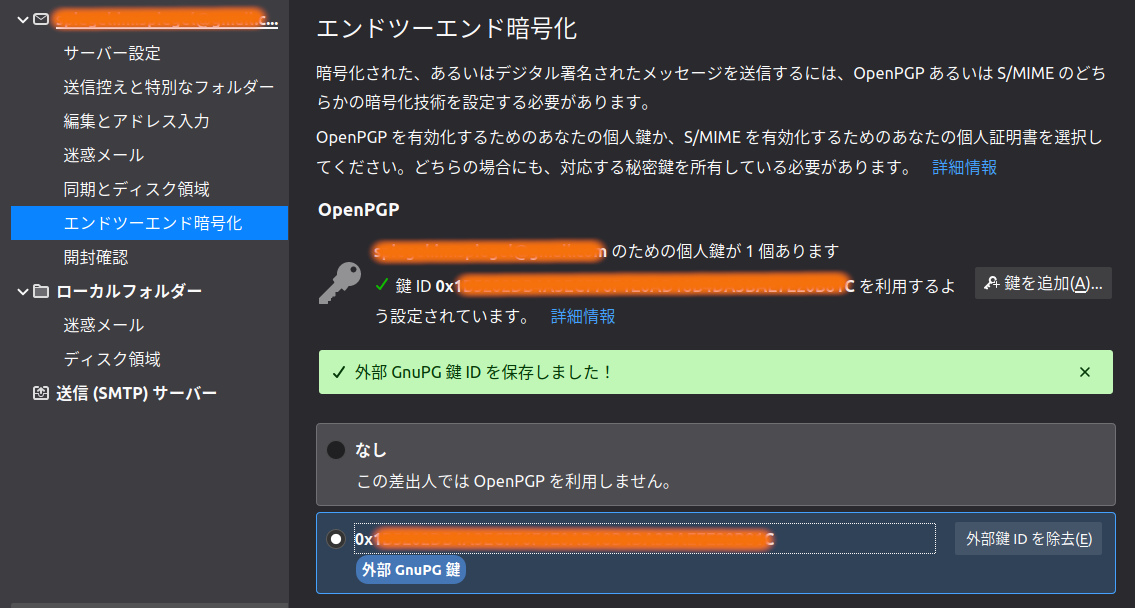 エンドツーエンド暗号化
暗号化された、あるいはデジタル署名されたメッセージを送信するには、OpenPGP あるいは S/MIME のどち
らかの暗号化技術を設定する必要があります。
OpenPGP を有効化するためのあなたの個人鍵か、S/MIME を有効化するためのあなたの個人証明書を選択し
てください。どちらの場合にも、対応する秘密鍵を所有している必要があります。 詳細情報
OpenPGP
のための個人鍵が 1 個あります
✓ 鍵 ID を利用するよ
う設定されています。 詳細情報
鍵を追加(A)...
✓ 外部 GnuPG 鍵 ID を保存しました！ ×
なし
この差出人では OpenPGP を利用しません。
外部鍵 ID を除去(E)
外部 GnuPG 鍵
サーバー設定
送信控えと特別なフォルダー
編集とアドレス入力
迷惑メール
同期とディスク領域
エンドツーエンド暗号化
開封確認
ローカルフォルダー
迷惑メール
ディスク領域
送信 (SMTP) サーバー